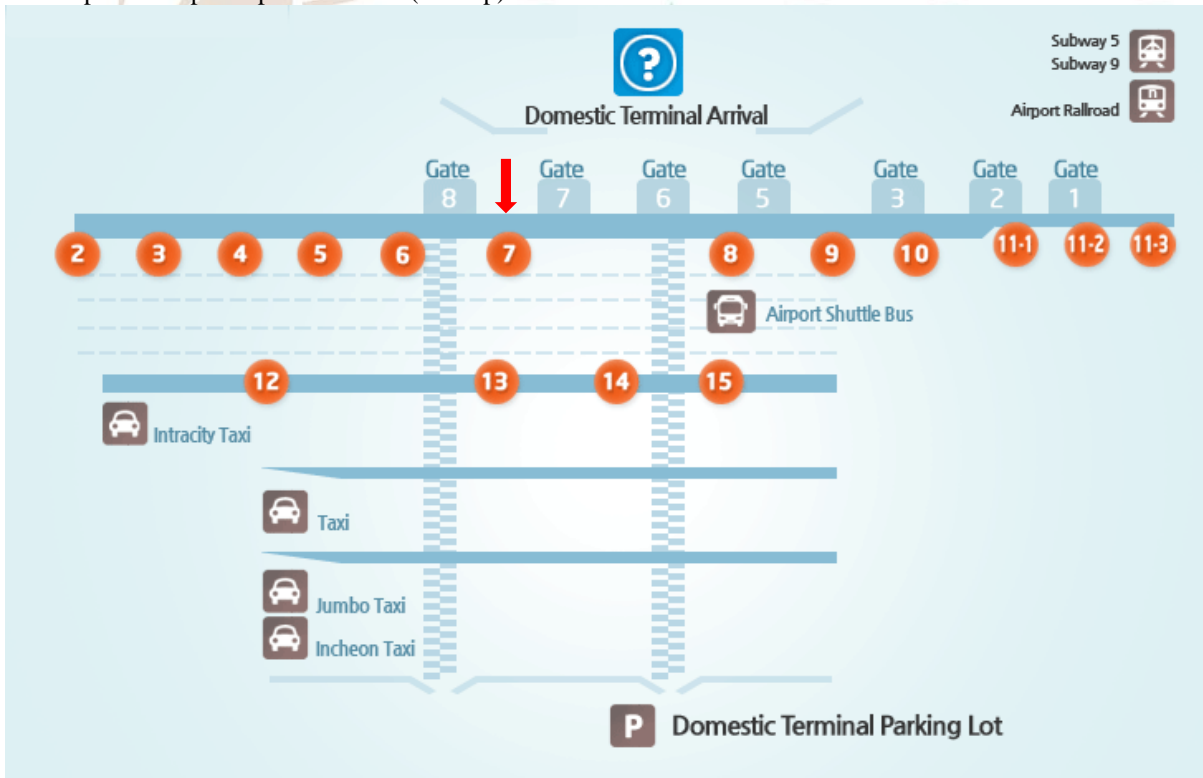 ?
Subway 5
Subway 9
Domestic Terminal Arrival
Airport Rallroad
Gate Gate Gate Gate Gate Gate Gate
8 7 6 5 3 2 1
2 3 4 5 6 7 8 9 10 11-1 11-2 11-3
Airport Shuttle Bus
12 13 14 15
Intracity Taxi
Taxi
Jumbo Taxi
Incheon Taxi
P Domestic Terminal Parking Lot